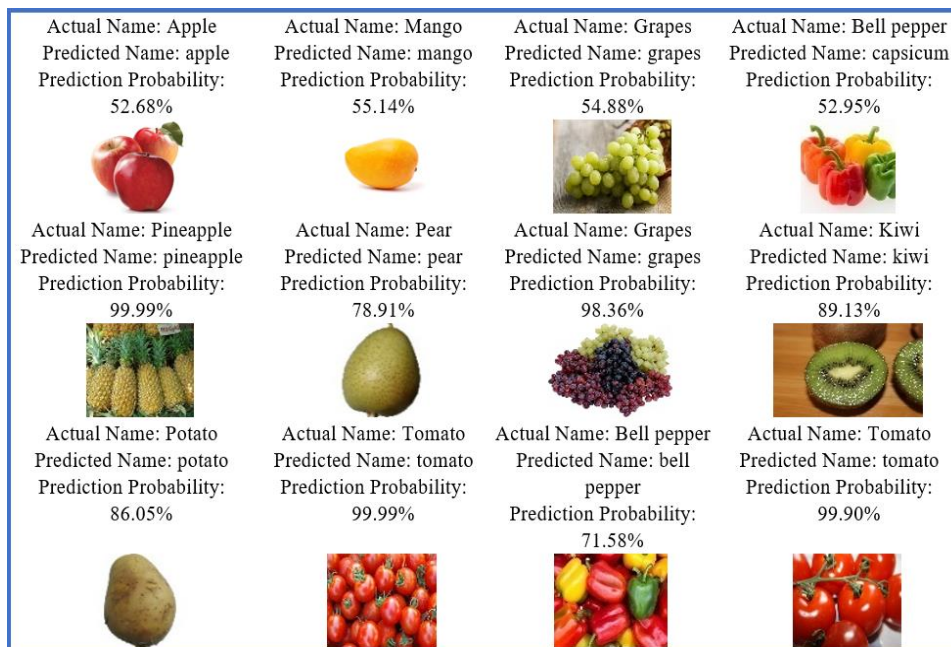 Actual Name: Apple
Predicted Name: apple
Prediction Probability:
52.68%
Actual Name: Mango
Predicted Name: mango
Prediction Probability:
55.14%
Actual Name: Grapes
Predicted Name: grapes
Prediction Probability:
54.88%
Actual Name: Bell pepper
Predicted Name: capsicum
Prediction Probability:
52.95%
Actual Name: Pineapple
Predicted Name: pineapple
Prediction Probability:
99.99%
Actual Name: Pear
Predicted Name: pear
Prediction Probability:
78.91%
Actual Name: Grapes
Predicted Name: grapes
Prediction Probability:
98.36%
Actual Name: Kiwi
Predicted Name: kiwi
Prediction Probability:
89.13%
Actual Name: Potato
Predicted Name: potato
Prediction Probability:
86.05%
Actual Name: Tomato
Predicted Name: tomato
Prediction Probability:
99.99%
Actual Name: Bell pepper
Predicted Name: bell
pepper
Prediction Probability:
71.58%
Actual Name: Tomato
Predicted Name: tomato
Prediction Probability:
99.90%